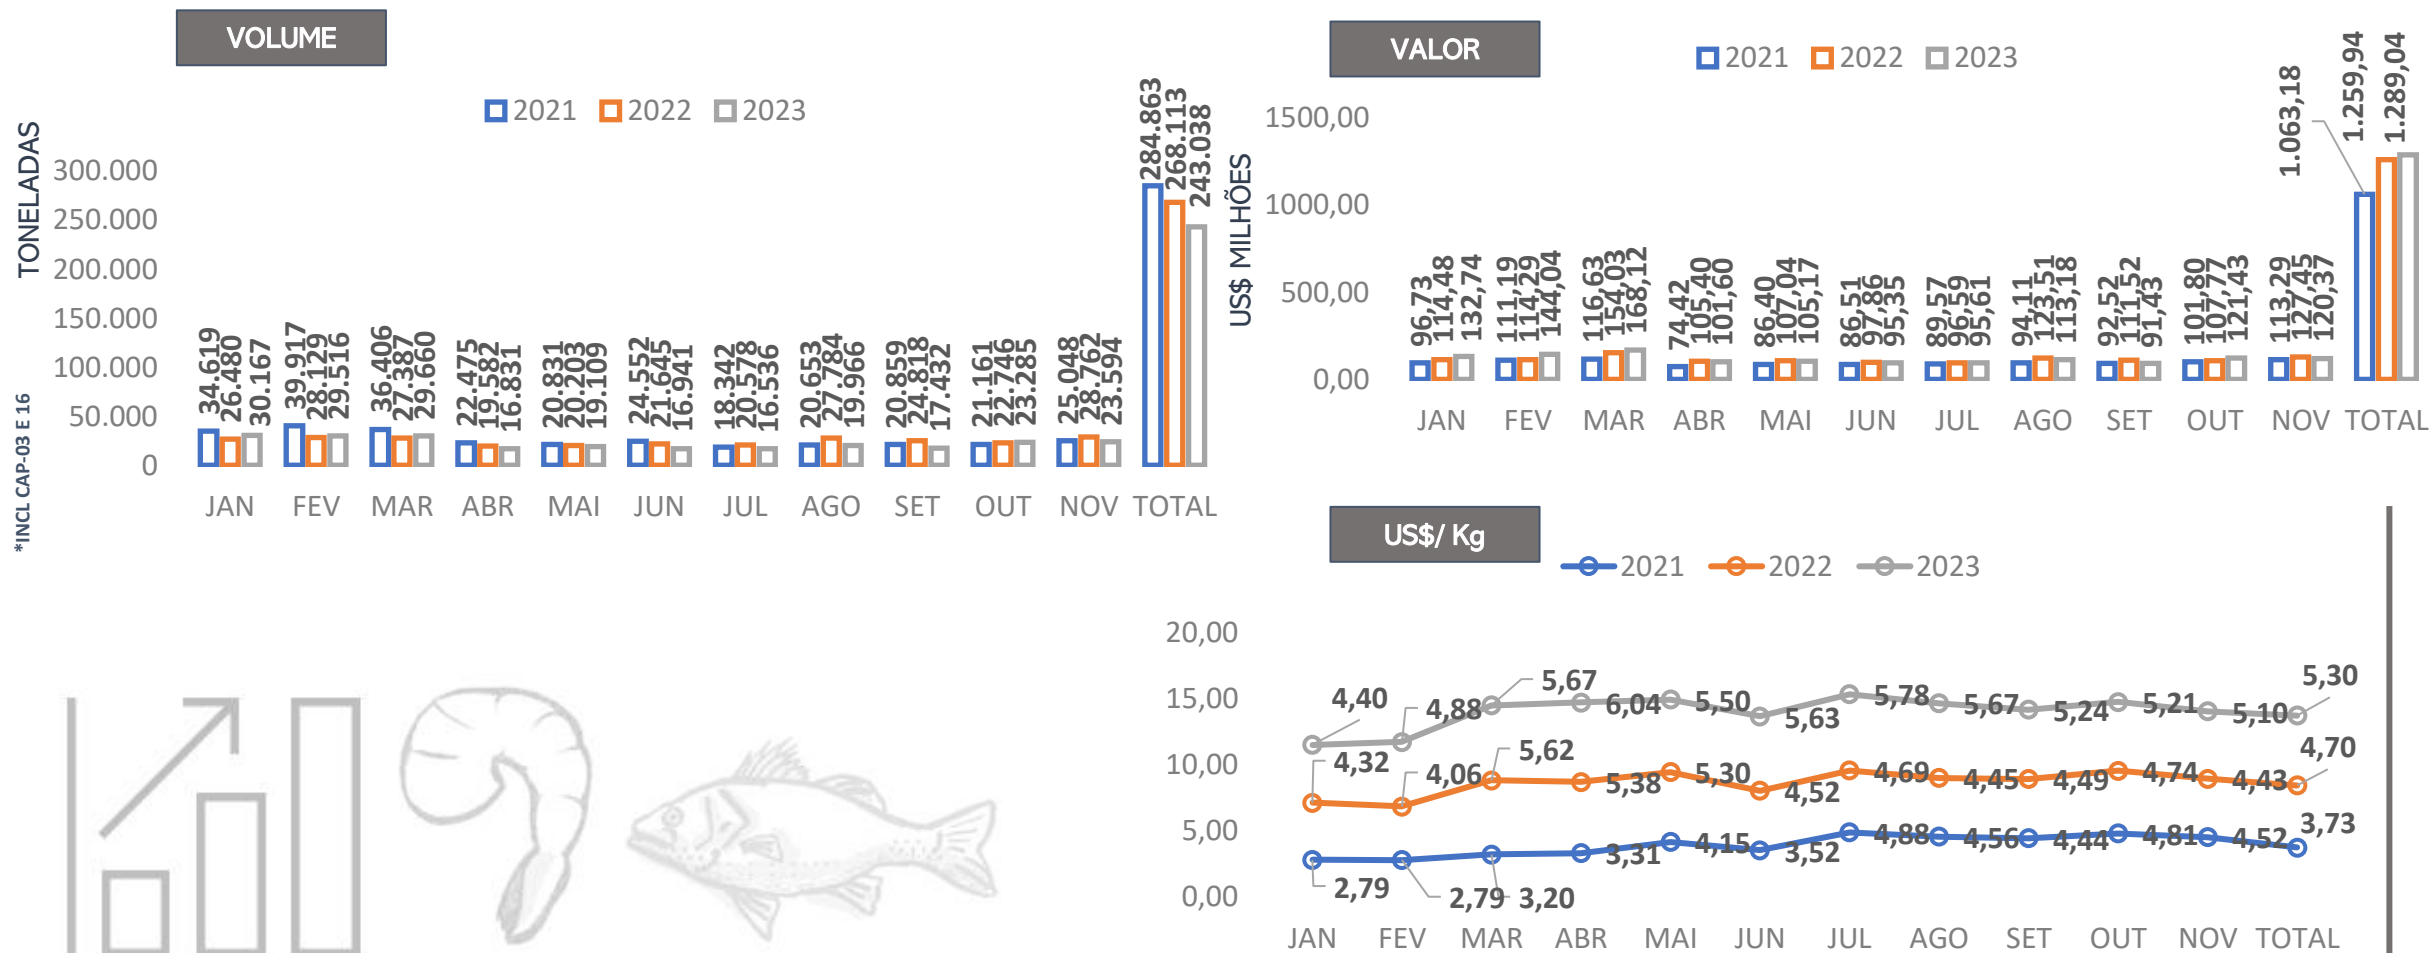 VOLUME
2021 2022 2023
TONELADAS
*INCL CAP-03 E 16
300.000
250.000
200.000
150.000
100.000
50.000
0
34.619 26.480 30.167
39.917 28.129 29.516
36.406 27.387 29.660
22.475 19.582 16.831
20.831 20.203 19.109
24.552 21.645 16.941
18.342 20.578 16.536
20.653 27.784 19.966
20.859 24.818 17.432
21.161 22.746 23.285
25.048 28.762 23.594
284.863 268.113 243.038
JAN FEV MAR ABR MAI JUN JUL AGO SET OUT NOV TOTAL
VALOR
2021 2022 2023
US$ MILHÕES
1500,00
1000,00
500,00
0,00
96,73 114,48 132,74
111,19 114,29 144,04
116,63 154,03 168,12
74,42 105,40 101,60
86,40 107,04 105,17
86,51 97,86 95,35
89,57 96,59 95,61
94,11 123,51 113,18
92,52 111,52 91,43
101,80 107,77 121,43
113,29 127,45 120,37
1.063,18 1.259,94 1.289,04
JAN FEV MAR ABR MAI JUN JUL AGO SET OUT NOV TOTAL
US$/ Kg
2021 2022 2023
20,00
15,00
10,00
5,00
0,00
4,40 4,88 5,67 6,04 5,50 5,63 5,78 5,67 5,24 5,21 5,10 5,30
4,32 4,06 5,62 5,38 5,30 4,52 4,69 4,45 4,49 4,74 4,43 4,70
2,79 2,79 3,20 3,31 4,15 3,52 4,88 4,56 4,44 4,81 4,52 3,73
JAN FEV MAR ABR MAI JUN JUL AGO SET OUT NOV TOTAL